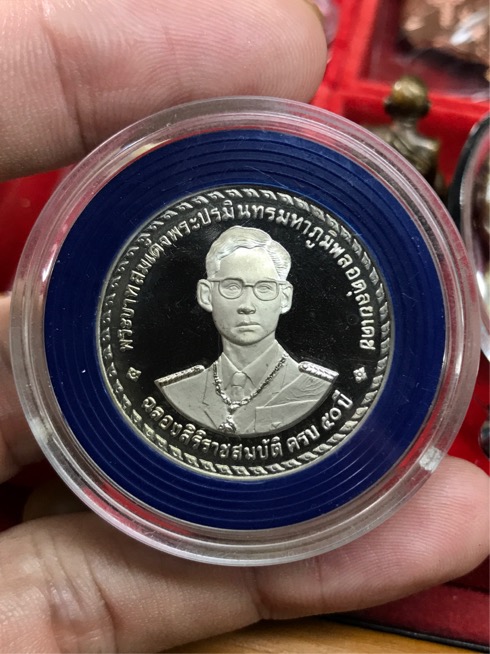 พระบาทสมเด็จพระปรมินทรมหาภูมิพลอดุลยเดช
ฉลองสิริราชสมบัติ ครบ ๕๐ ปี